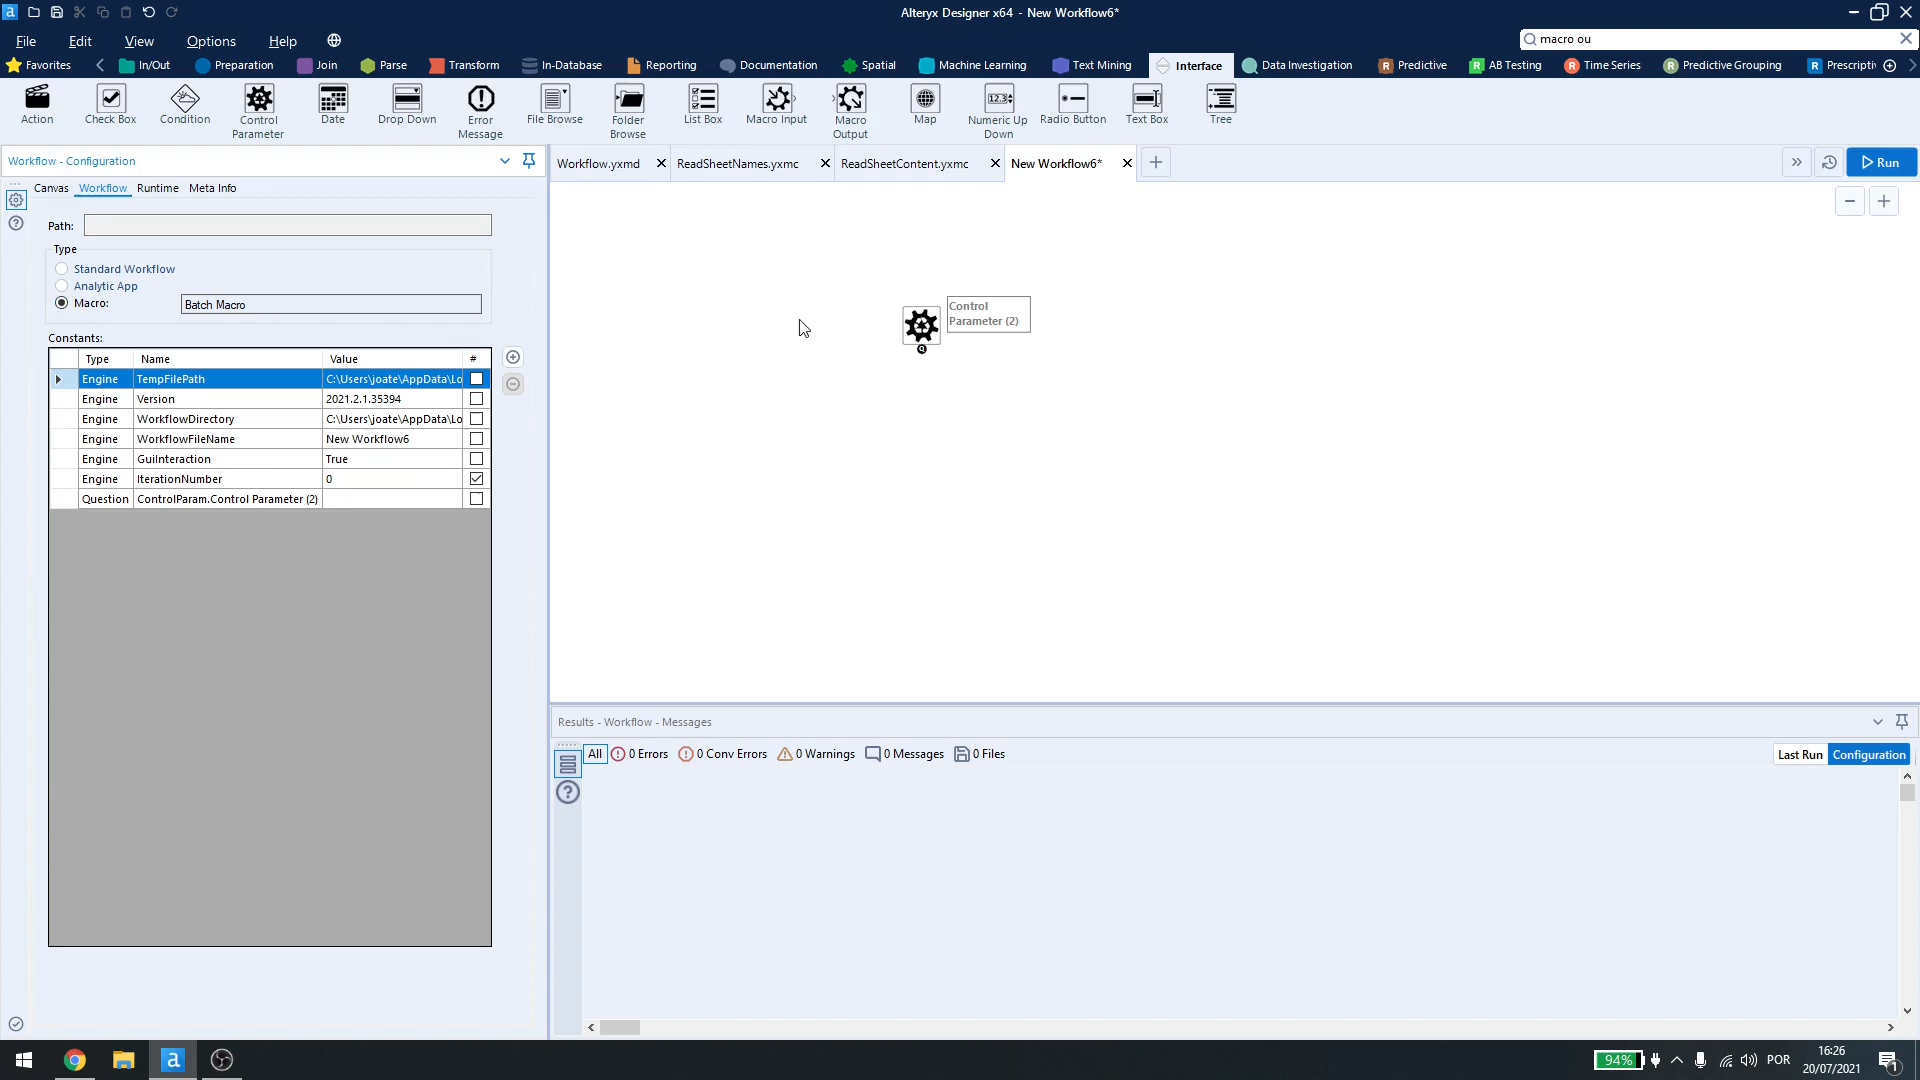 Alteryx Designer x64 - New Workflow6*
File Edit View Options Help
macro ou
Favorites In/Out Preparation Join Parse Transform In-Database Reporting Documentation Spatial Machine Learning Text Mining Interface Data Investigation Predictive AB Testing Time Series Predictive Grouping Prescripti
Action Check Box Condition Control Parameter Date Drop Down Error Message File Browse Folder Browse List Box Macro Input Macro Output Map Numeric Up Down Radio Button Text Box Tree
Workflow - Configuration
Workflow.yxmd ReadSheetNames.yxmc ReadSheetContent.yxmc New Workflow6* Run
Canvas Workflow Runtime Meta Info
Path:
Type
Standard Workflow
Analytic App
Macro: Batch Macro
Constants:
Type Name Value #
Engine TempFilePath C:\Users\joate\AppData\Lo
Engine Version 2021.2.1.35394
Engine WorkflowDirectory C:\Users\joate\AppData\Lo
Engine WorkflowFileName New Workflow6
Engine GuiInteraction True
Engine IterationNumber 0
Question ControlParam.Control Parameter (2)
Control
Parameter (2)
Results - Workflow - Messages
All 0 Errors 0 Conv Errors 0 Warnings 0 Messages 0 Files Last Run Configuration
94% POR 16:26
20/07/2021
1